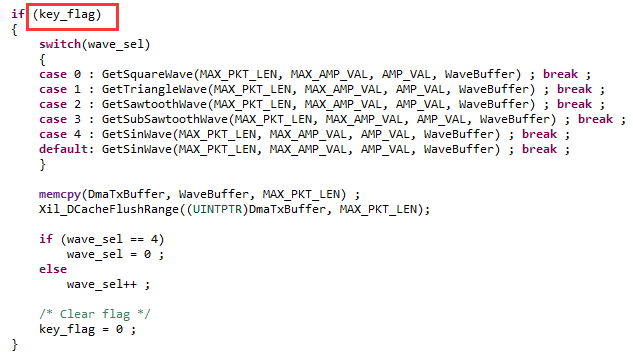 if (key_flag)
{
switch(wave_sel)
{
case 0 : GetSquareWave(MAX_PKT_LEN, MAX_AMP_VAL, AMP_VAL, WaveBuffer) ; break ;
case 1 : GetTriangleWave(MAX_PKT_LEN, MAX_AMP_VAL, AMP_VAL, WaveBuffer) ; break ;
case 2 : GetSawtoothWave(MAX_PKT_LEN, MAX_AMP_VAL, AMP_VAL, WaveBuffer) ; break ;
case 3 : GetSubSawtoothWave(MAX_PKT_LEN, MAX_AMP_VAL, AMP_VAL, WaveBuffer) ; break ;
case 4 : GetSinWave(MAX_PKT_LEN, MAX_AMP_VAL, AMP_VAL, WaveBuffer) ; break ;
default: GetSinWave(MAX_PKT_LEN, MAX_AMP_VAL, AMP_VAL, WaveBuffer) ; break ;
}
memcpy(DmaTxBuffer, WaveBuffer, MAX_PKT_LEN) ;
Xil_DCacheFlushRange((UINTPTR)DmaTxBuffer, MAX_PKT_LEN);
if (wave_sel == 4)
wave_sel = 0 ;
else
wave_sel++ ;
/* Clear flag */
key_flag = 0 ;
}